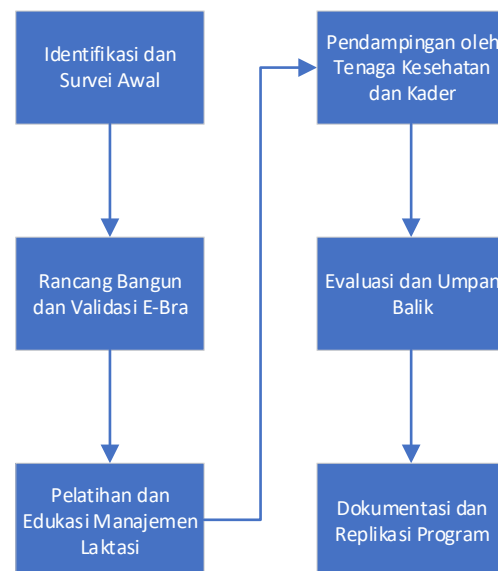 Identifikasi dan
Survei Awal
Rancang Bangun
dan Validasi E-Bra
Pelatihan dan
Edukasi Manajemen
Laktasi
Pendampingan oleh
Tenaga Kesehatan
dan Kader
Evaluasi dan Umpan
Balik
Dokumentasi dan
Replikasi Program